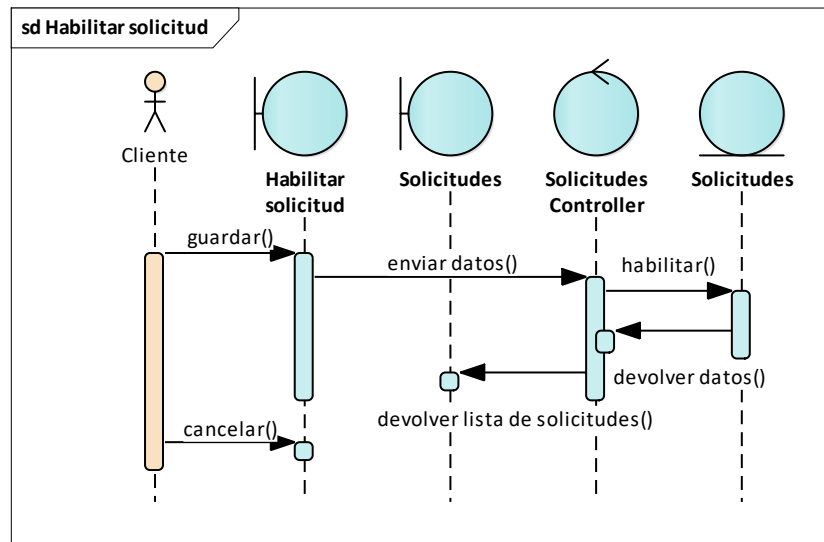 sd Habilitar solicitud
Cliente
Habilitar
solicitud
Solicitudes
Solicitudes
Controller
Solicitudes
guardar()
enviar datos()
habilitar()
devolver datos()
devolver lista de solicitudes()
cancelar()